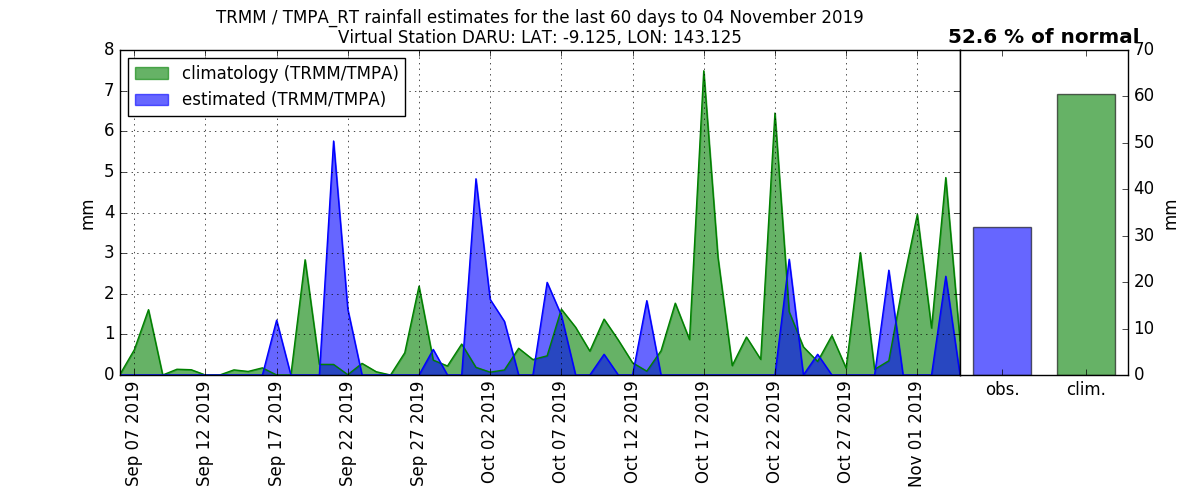 TRMM / TMPA_RT rainfall estimates for the last 60 days to 04 November 2019
Virtual Station DARU: LAT: -9.125, LON: 143.125
52.6 % of normal
climatology (TRMM/TMPA)
estimated (TRMM/TMPA)
8
7
6
5
4
3
2
1
0
mm
70
60
50
40
30
20
10
0
mm
Sep 07 2019
Sep 12 2019
Sep 17 2019
Sep 22 2019
Sep 27 2019
Oct 02 2019
Oct 07 2019
Oct 12 2019
Oct 17 2019
Oct 22 2019
Oct 27 2019
Nov 01 2019
obs.
clim.